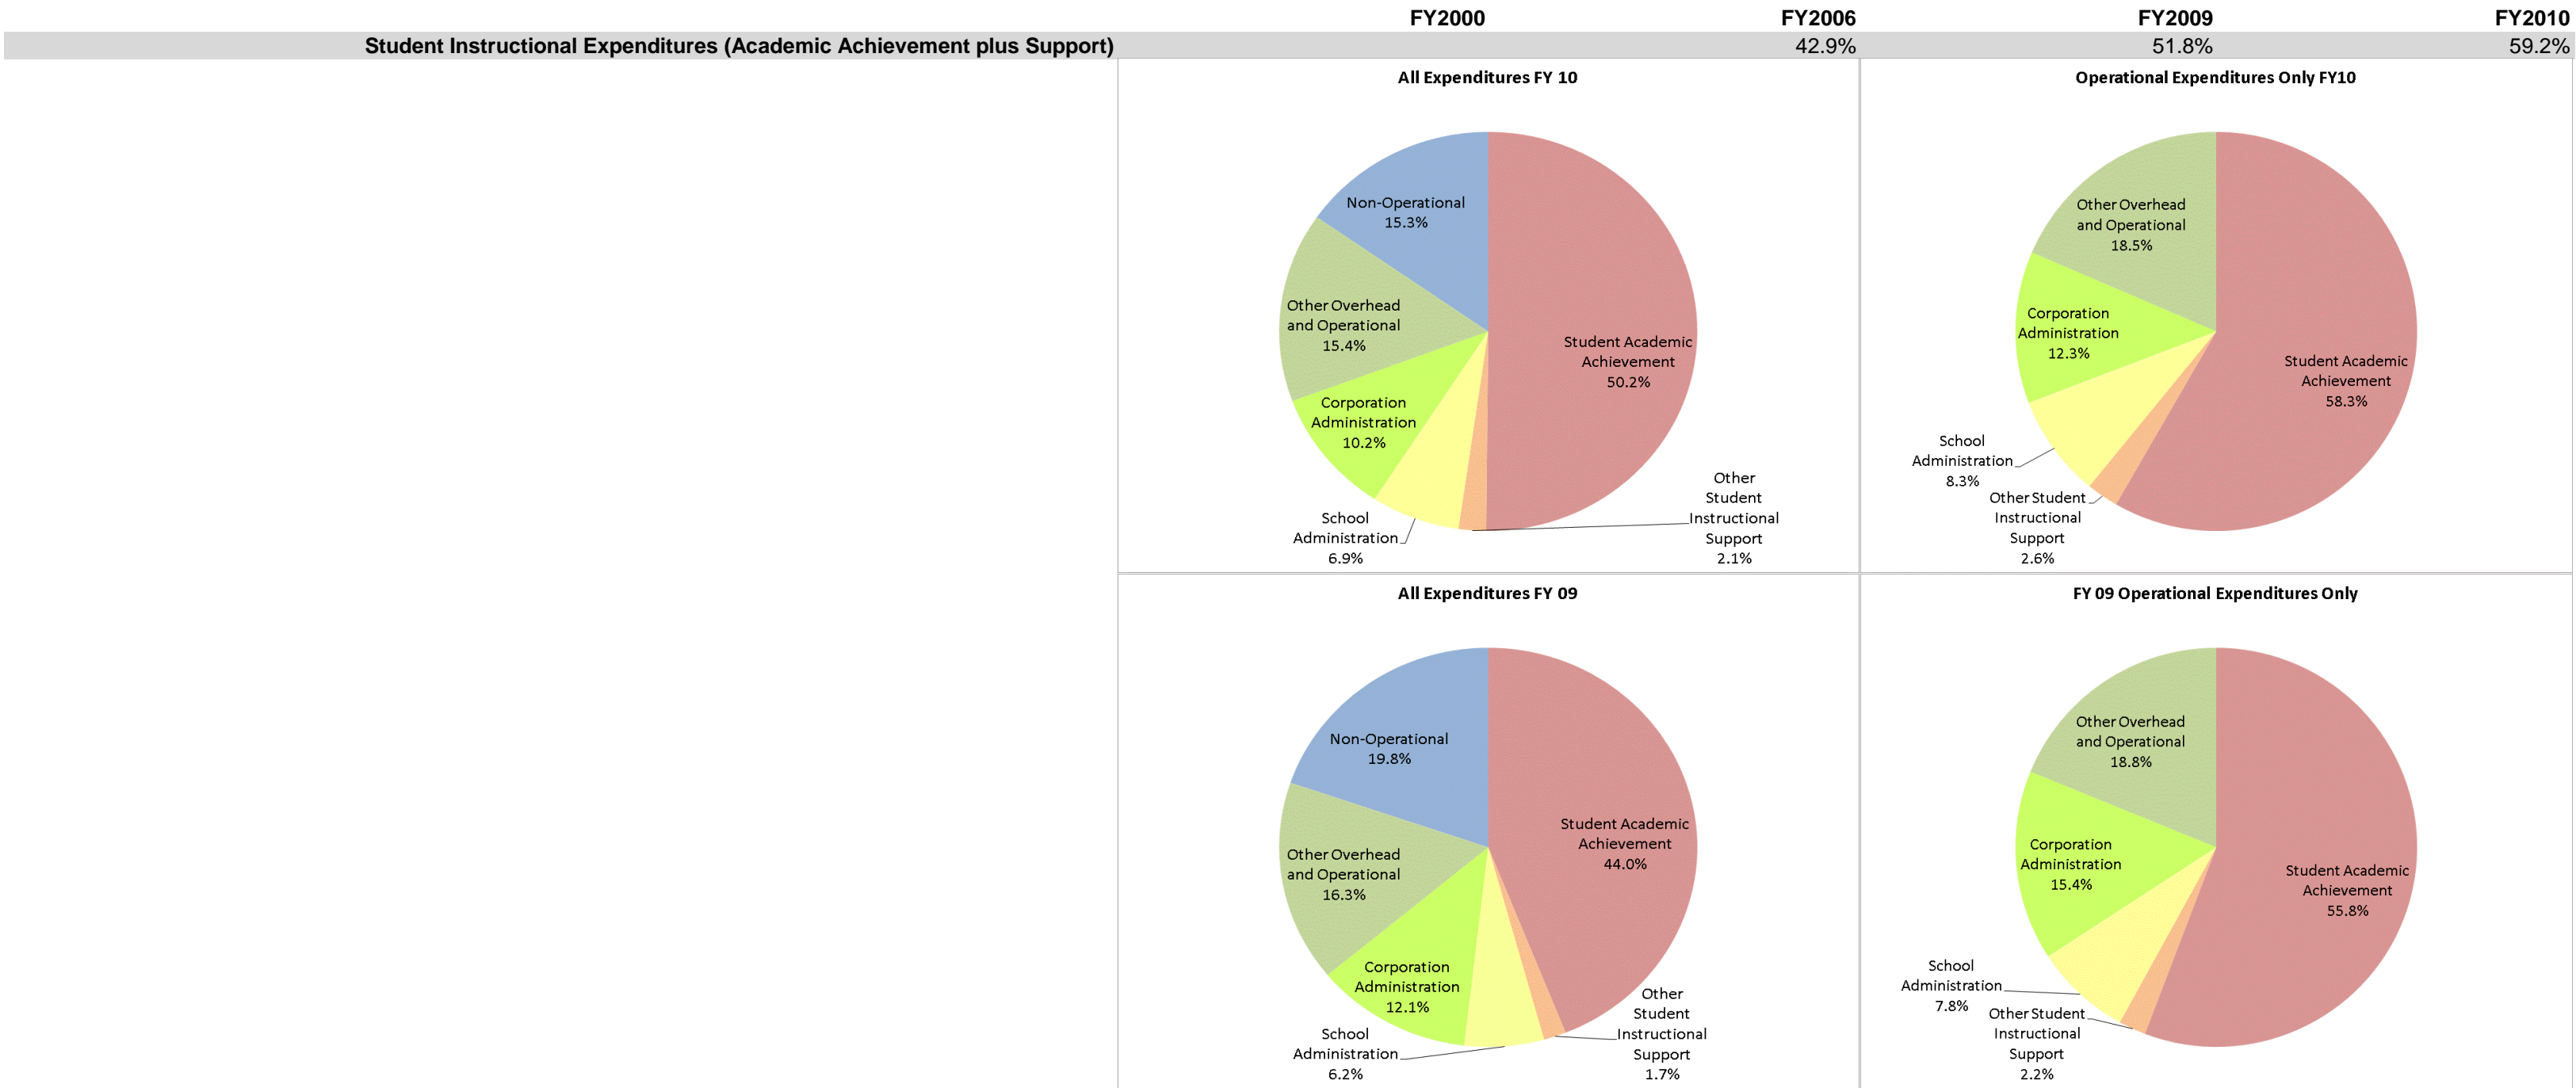 FY2000 FY2006 FY2009 FY2010
Student Instructional Expenditures (Academic Achievement plus Support) 42.9% 51.8% 59.2%
All Expenditures FY 10
Non-Operational
15.3%
Other Overhead
and Operational
15.4%
Corporation
Administration
10.2%
School
Administration
6.9%
Other
Student
Instructional
Support
2.1%
Student Academic
Achievement
50.2%
Operational Expenditures Only FY10
Other Overhead
and Operational
18.5%
Corporation
Administration
12.3%
School
Administration
8.3%
Other Student
Instructional
Support
2.6%
Student Academic
Achievement
58.3%
All Expenditures FY 09
Non-Operational
19.8%
Other Overhead
and Operational
16.3%
Corporation
Administration
12.1%
School
Administration
6.2%
Other
Student
Instructional
Support
1.7%
Student Academic
Achievement
44.0%
FY 09 Operational Expenditures Only
Other Overhead
and Operational
18.8%
Corporation
Administration
15.4%
School
Administration
7.8%
Other Student
Instructional
Support
2.2%
Student Academic
Achievement
55.8%